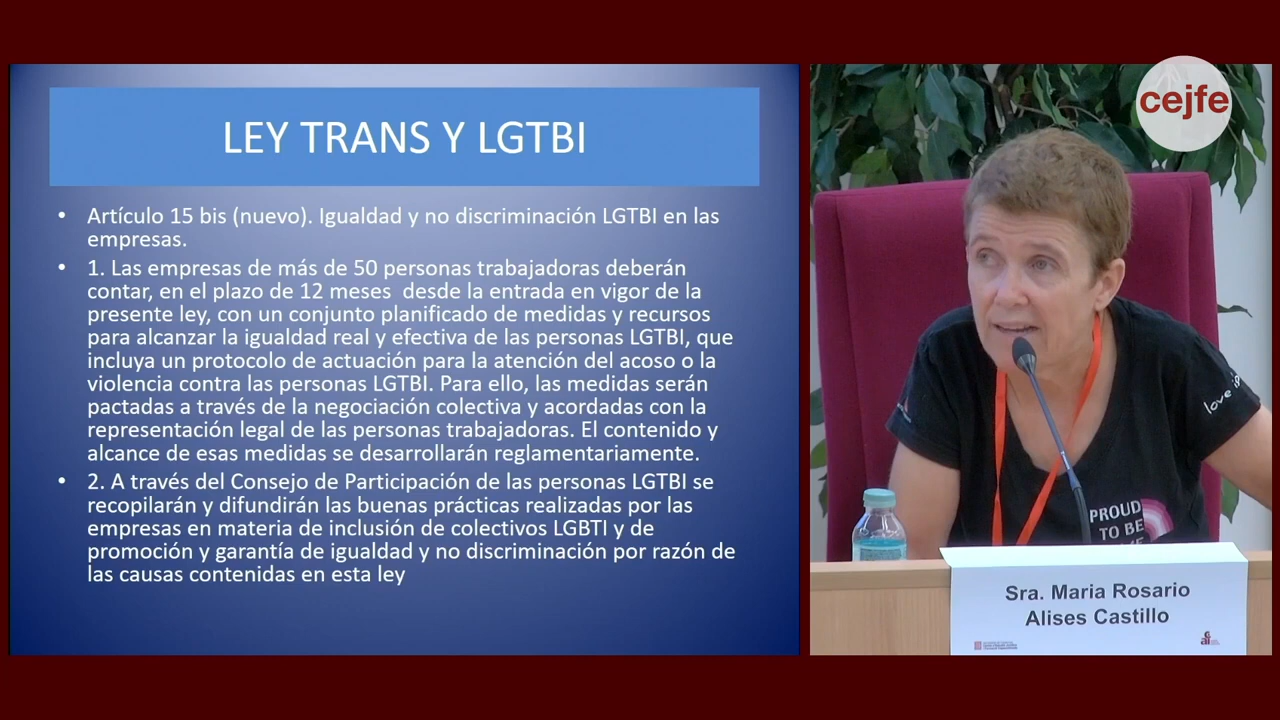 LEY TRANS Y LGTBI
• Artículo 15 bis (nuevo). Igualdad y no discriminación LGTBI en las
empresas.
• 1. Las empresas de más de 50 personas trabajadoras deberán
contar, en el plazo de 12 meses desde la entrada en vigor de la
presente ley, con un conjunto planificado de medidas y recursos
para alcanzar la igualdad real y efectiva de las personas LGTBI, que
incluya un protocolo de actuación para la atención del acoso o la
violencia contra las personas LGTBI. Para ello, las medidas serán
pactadas a través de la negociación colectiva y acordadas con la
representación legal de las personas trabajadoras. El contenido y
alcance de esas medidas se desarrollarán reglamentariamente.
• 2. A través del Consejo de Participación de las personas LGTBI se
recopilarán y difundirán las buenas prácticas realizadas por las
empresas en materia de inclusión de colectivos LGBTI y de
promoción y garantía de igualdad y no discriminación por razón de
las causas contenidas en esta ley
cejfe
love is
PROUD
TO BE
Sra. Maria Rosario
Alises Castillo